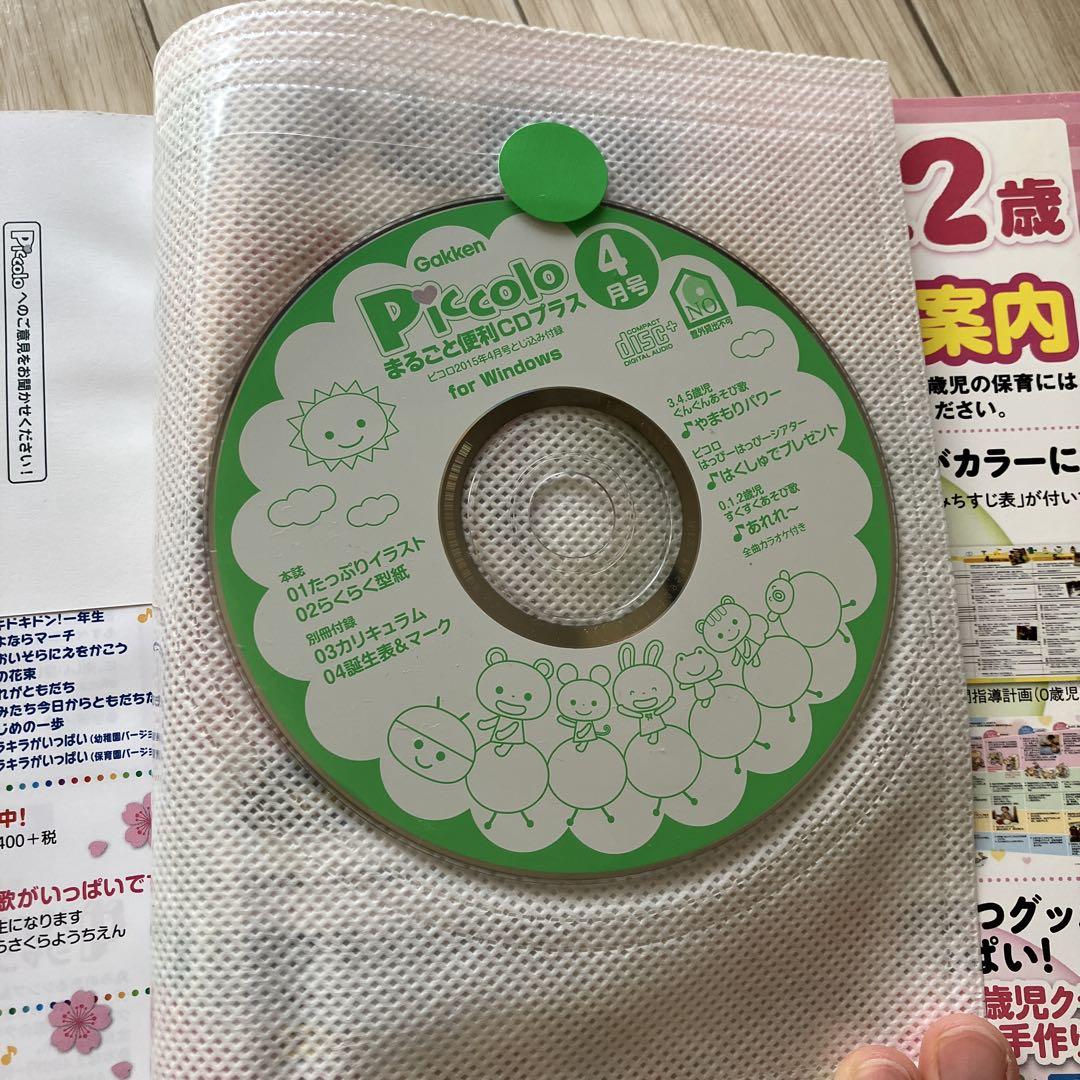 Piccoloへのご意見をお聞かせください!
ドキドキドン!一年生
よならマーチ
おいそらにえをかこう
の花束
れがともだち
みたち今日からともだちだ
じめの一歩
ラキラがいっぱい(幼稚園バージョ
ラキラがいっぱい(保育園バージョ
中!
400+税
歌がいっぱいで
生になります
うさくらようちえん
Gakken
Piccolo
4
月号
まるごと便利CDプラス
ピコロ2015年4月号とじ込み付録
for Windows
COMPACT
disc+
DIGITAL AUDIO
NO
館外貸出不可
3.4.5歳児
ぐんぐんあそび歌
♪やまもりパワー
ピコロ
はっぴーはっぴーシアター
♪はくしゅでプレゼント
0.1.2歳児
すくすくあそび歌
♪あれれ〜
全曲カラオケ付き
本誌
01たっぷりイラスト
02らくらく型紙
別冊付録
03カリキュラム
04誕生表&マーク
.2歳
案内
歳児の保育には
ださい。
がカラーに
みちすじ表」が付い
間指導計画(0歳児
つグッ
ぱい!
歳児ク
手作り